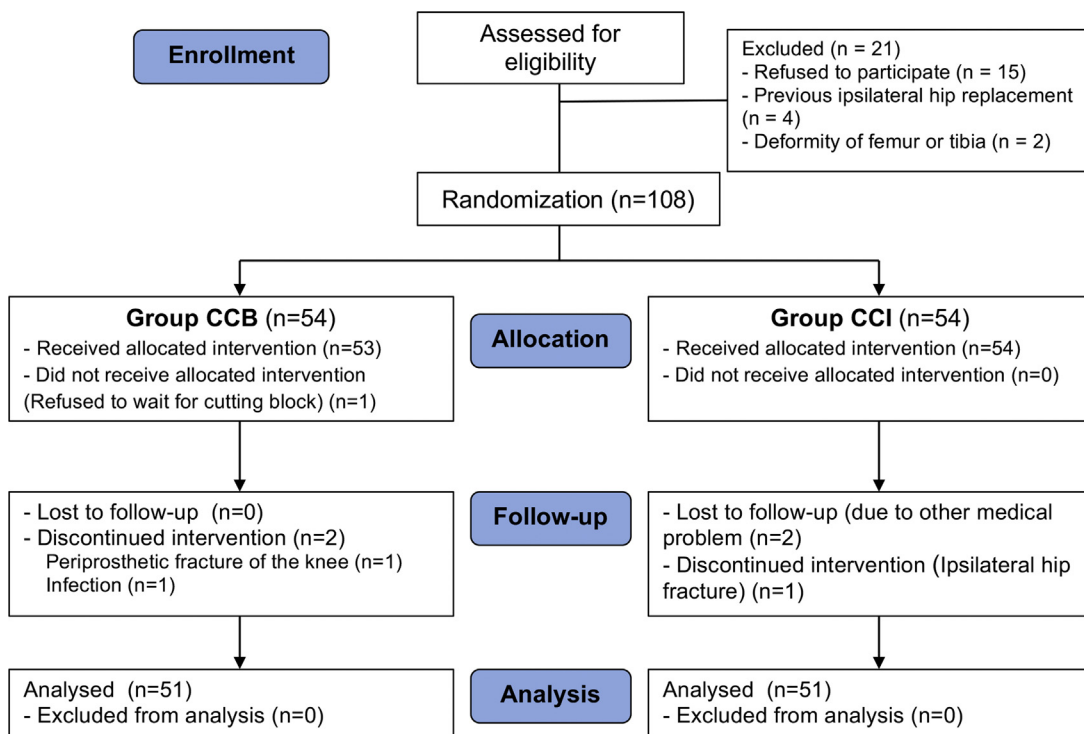 Enrollment
Assessed for
eligibility
Excluded (n = 21)
- Refused to participate (n = 15)
- Previous ipsilateral hip replacement
(n = 4)
- Deformity of femur or tibia (n = 2)
Randomization (n=108)
Group CCB (n=54)
- Received allocated intervention (n=53)
- Did not receive allocated intervention
(Refused to wait for cutting block) (n=1)
Allocation
Group CCI (n=54)
- Received allocated intervention (n=54)
- Did not receive allocated intervention (n=0)
- Lost to follow-up (n=0)
- Discontinued intervention (n=2)
Periprosthetic fracture of the knee (n=1)
Infection (n=1)
Follow-up
- Lost to follow-up (due to other medical
problem) (n=2)
- Discontinued intervention (Ipsilateral hip
fracture) (n=1)
Analysed (n=51)
- Excluded from analysis (n=0)
Analysis
Analysed (n=51)
- Excluded from analysis (n=0)